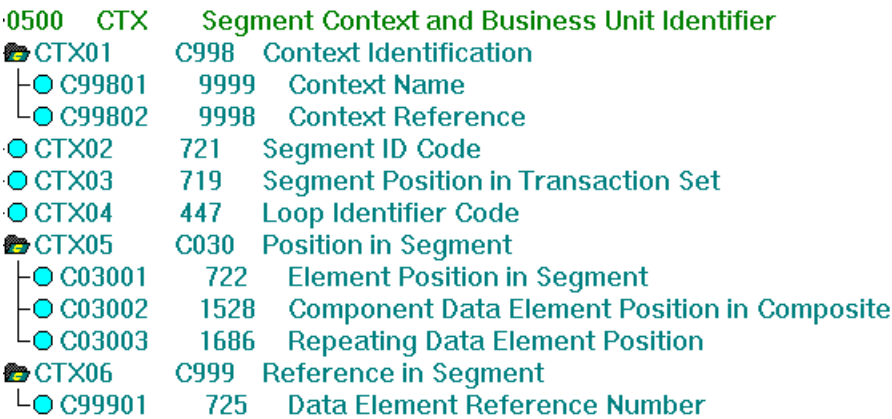 0500 CTX Segment Context and Business Unit Identifier
CTX01 C998 Context Identification
C99801 9999 Context Name
C99802 9998 Context Reference
CTX02 721 Segment ID Code
CTX03 719 Segment Position in Transaction Set
CTX04 447 Loop Identifier Code
CTX05 C030 Position in Segment
C03001 722 Element Position in Segment
C03002 1528 Component Data Element Position in Composite
C03003 1686 Repeating Data Element Position
CTX06 C999 Reference in Segment
C99901 725 Data Element Reference Number